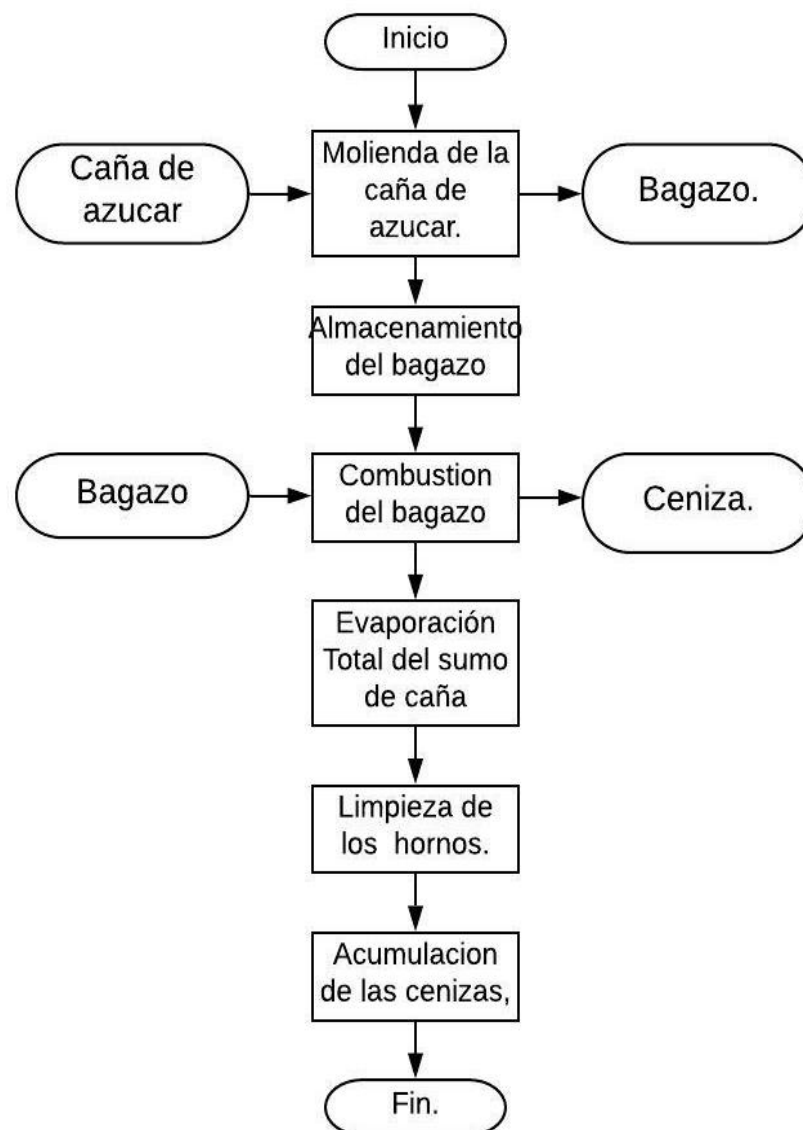 Inicio
Caña de
azucar
Molienda de la
caña de
azucar.
Bagazo.
Almacenamiento
del bagazo
Bagazo
Combustion
del bagazo
Ceniza.
Evaporación
Total del sumo
de caña
Limpieza de
los hornos.
Acumulacion
de las cenizas,
Fin.